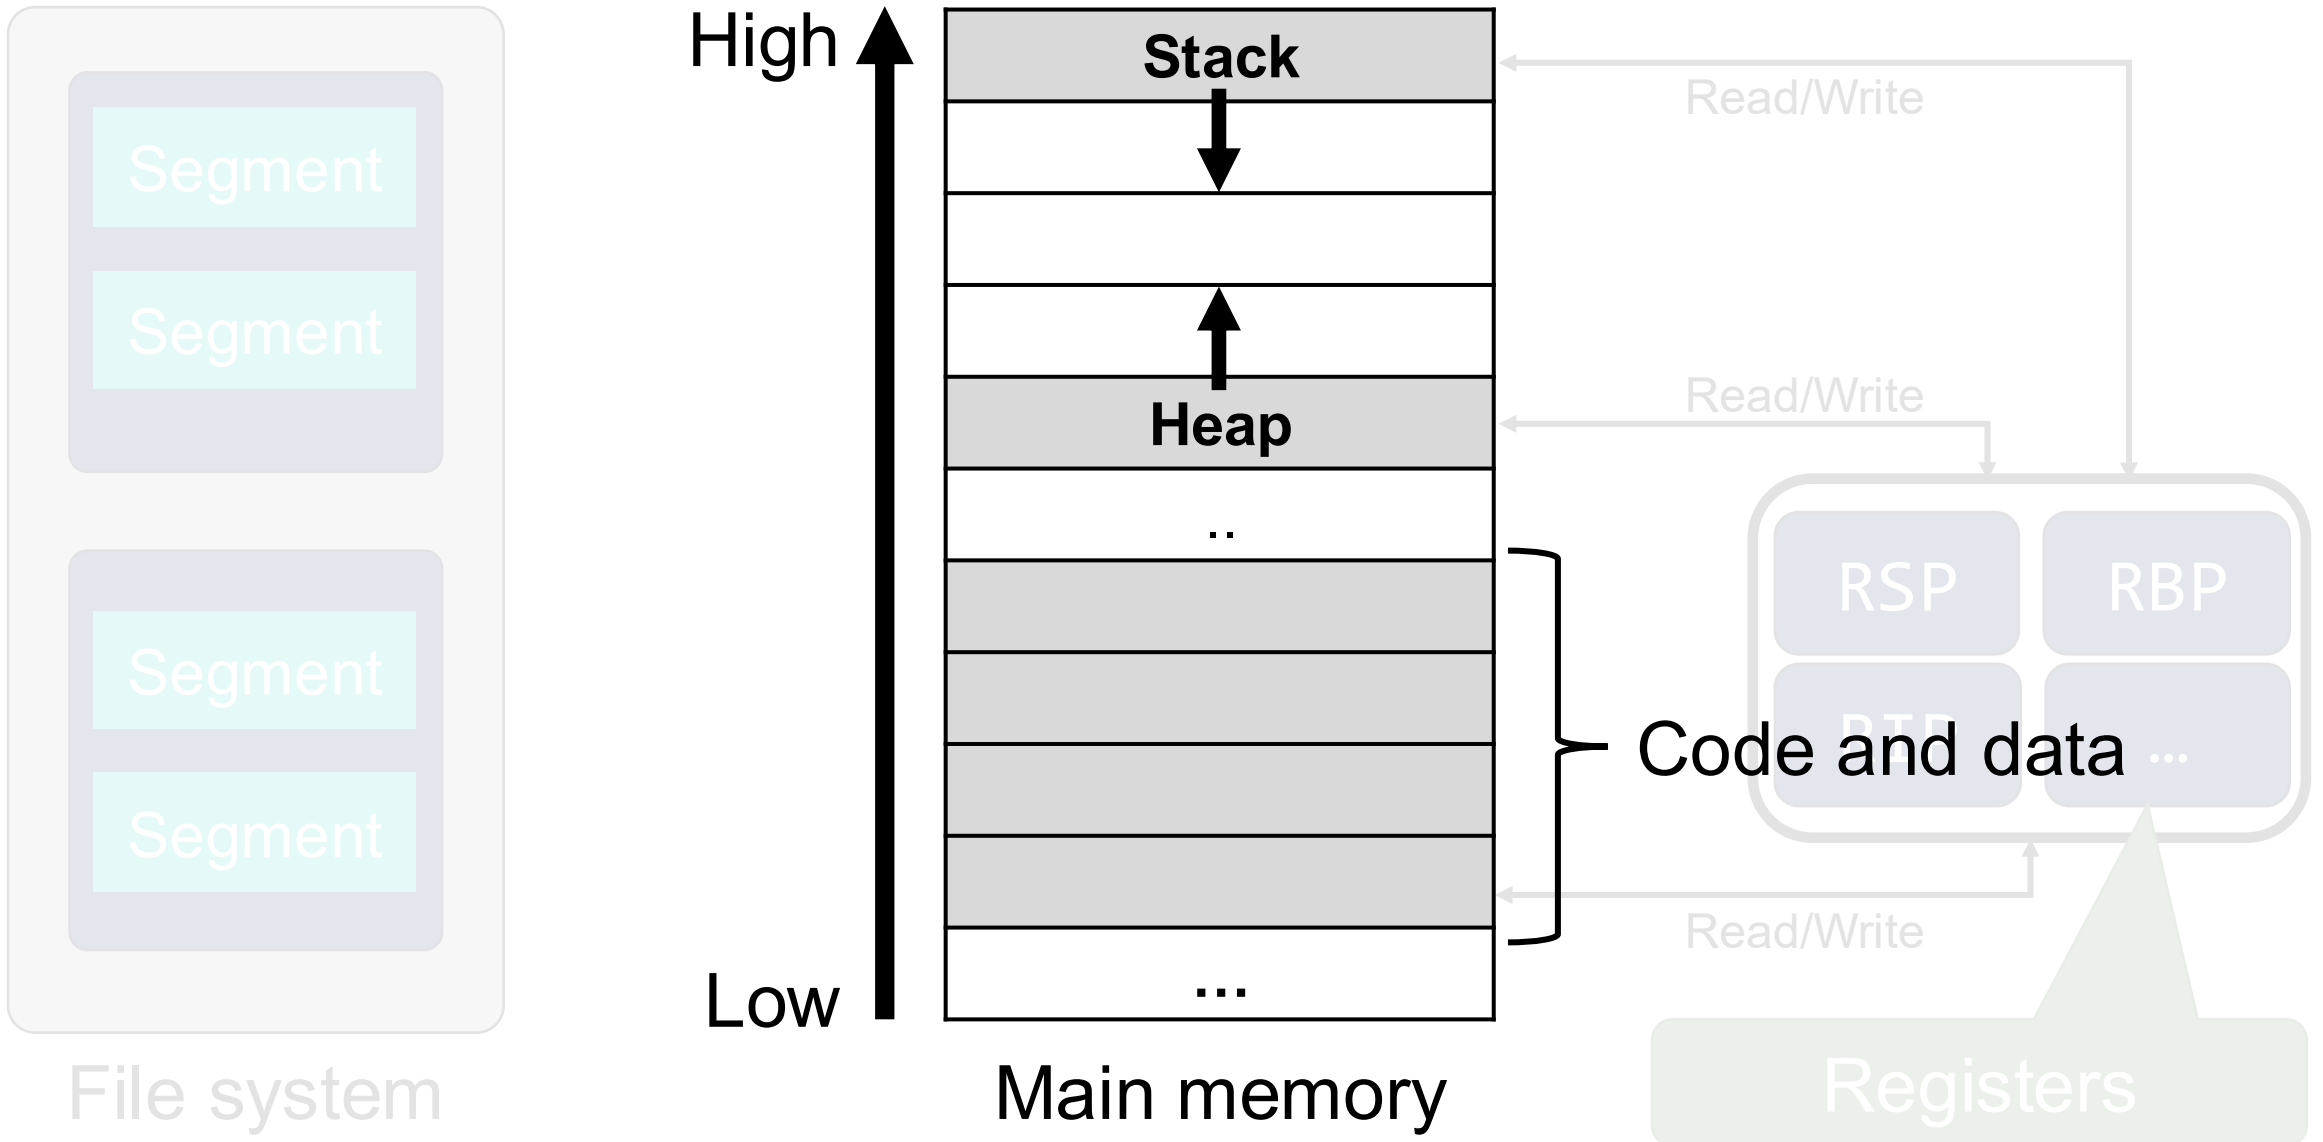 Segment
Segment
Segment
Segment
File system
High
Low
Stack
Heap
..
...
Main memory
Read/Write
Read/Write
RSP
RBP
RIP
...
Code and data
Read/Write
Registers